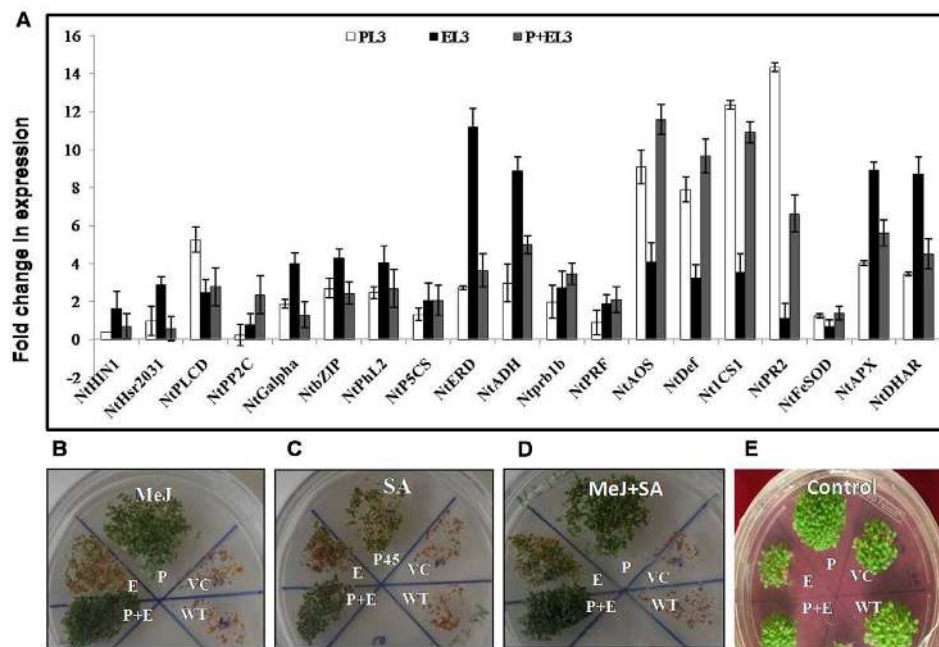 A
Fold change in expression
16
14
12
10
8
6
4
2
0
-2
PL3 EL3 P+EL3
NtHIN1
NtHsr2031
NtPLCD
NtPP2C
NtGalpha
NtbZIP
NtPhL2
NtP5CS
NtERD
NtADH
Ntprb1b
NtPRF
NtAOS
NtDef
Nt1CS1
NtPR2
NtFeSOD
NtAPX
NtDHAR
B
MeJ
E P VC
P+E WT
C
SA
E P45 VC
P+E WT
D
MeJ+SA
E P VC
P+E WT
E
Control
E P VC
P+E WT